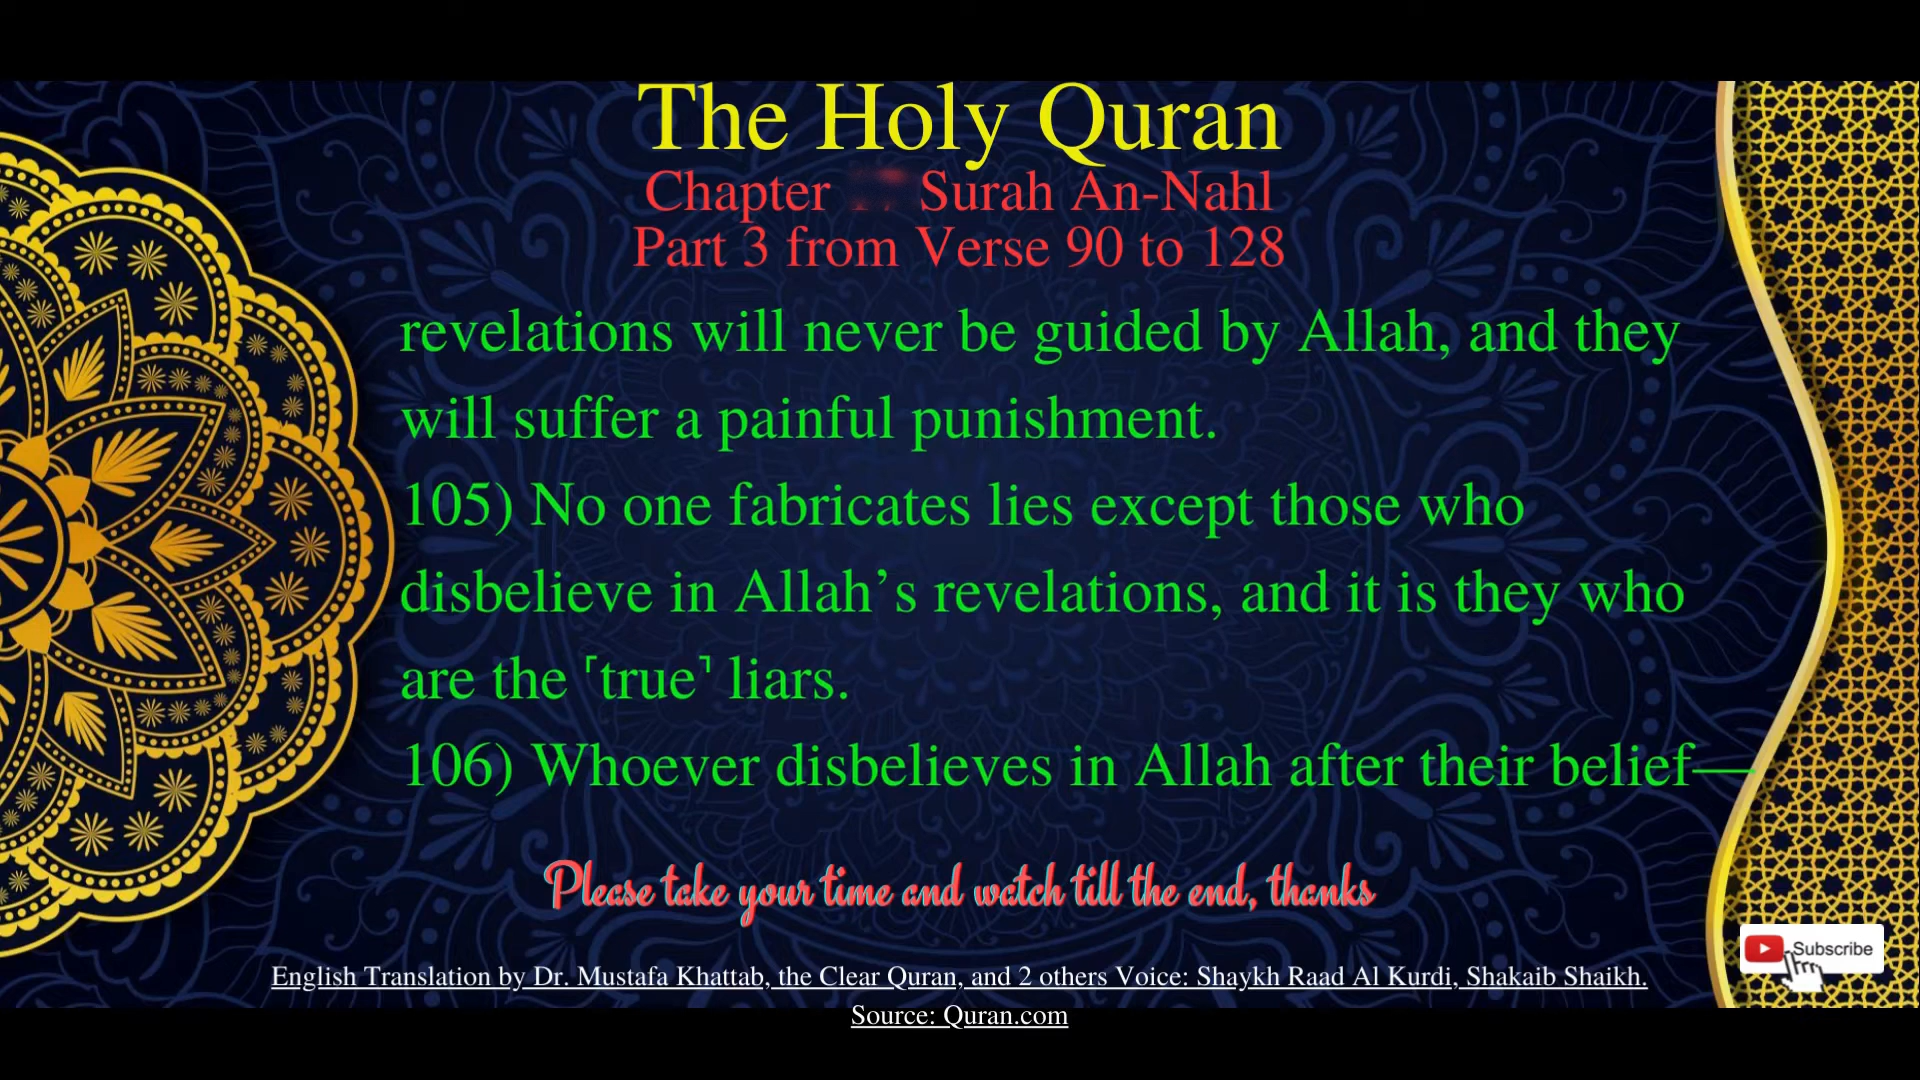 The Holy Quran
Chapter Surah An-Nahl
Part 3 from Verse 90 to 128
revelations will never be guided by Allah, and they
will suffer a painful punishment.
105) No one fabricates lies except those who
disbelieve in Allah’s revelations, and it is they who
are the ˹true˺ liars.
106) Whoever disbelieves in Allah after their belief—
Please take your time and watch till the end, thanks
Subscribe
English Translation by Dr. Mustafa Khattab, the Clear Quran, and 2 others Voice: Shaykh Raad Al Kurdi, Shakaib Shaikh.
Source: Quran.com